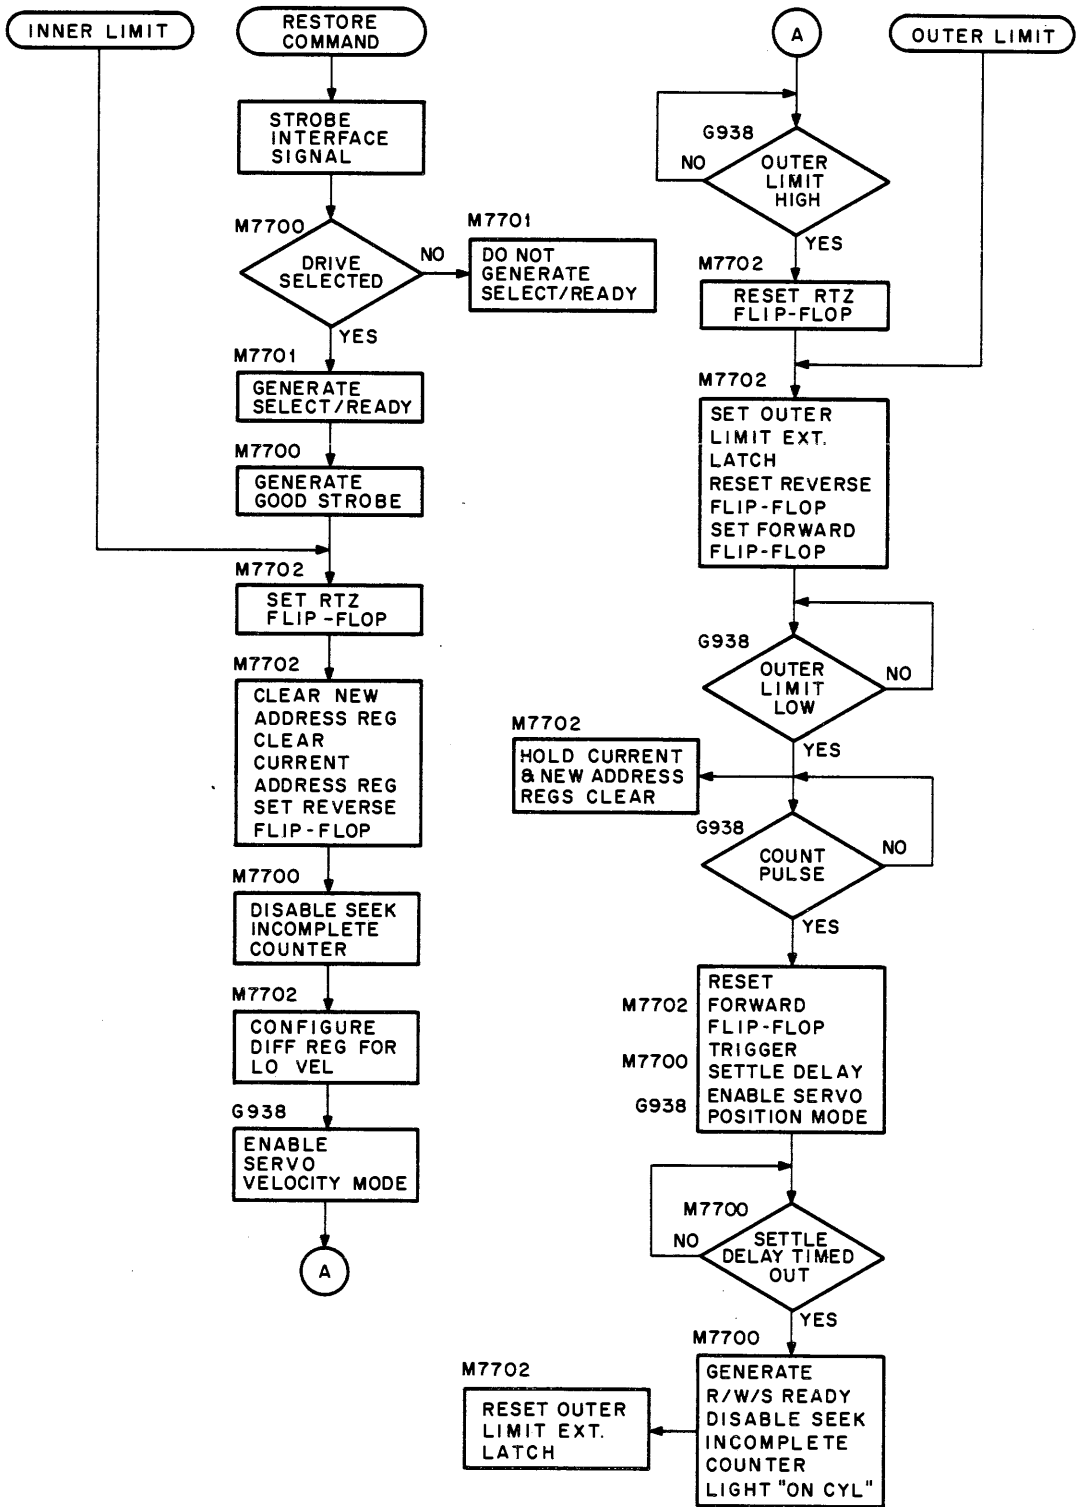 INNER LIMIT
RESTORE
COMMAND
STROBE
INTERFACE
SIGNAL
M7700
DRIVE
SELECTED
NO
M7701
DO NOT
GENERATE
SELECT/READY
YES
M7701
GENERATE
SELECT/READY
M7700
GENERATE
GOOD STROBE
M7702
SET RTZ
FLIP-FLOP
M7702
CLEAR NEW
ADDRESS REG
CLEAR
CURRENT
ADDRESS REG
SET REVERSE
FLIP-FLOP
M7700
DISABLE SEEK
INCOMPLETE
COUNTER
M7702
CONFIGURE
DIFF REG FOR
LO VEL
G938
ENABLE
SERVO
VELOCITY MODE
A
A
OUTER LIMIT
G938
NO
OUTER
LIMIT
HIGH
YES
M7702
RESET RTZ
FLIP-FLOP
M7702
SET OUTER
LIMIT EXT.
LATCH
RESET REVERSE
FLIP-FLOP
SET FORWARD
FLIP-FLOP
G938
OUTER
LIMIT
LOW
NO
YES
M7702
HOLD CURRENT
& NEW ADDRESS
REGS CLEAR
G938
COUNT
PULSE
NO
YES
RESET
M7702 FORWARD
FLIP-FLOP
TRIGGER
M7700 SETTLE DELAY
G938 ENABLE SERVO
POSITION MODE
M7700
NO
SETTLE
DELAY TIMED
OUT
YES
M7700
GENERATE
R/W/S READY
DISABLE SEEK
INCOMPLETE
COUNTER
LIGHT "ON CYL"
M7702
RESET OUTER
LIMIT EXT.
LATCH